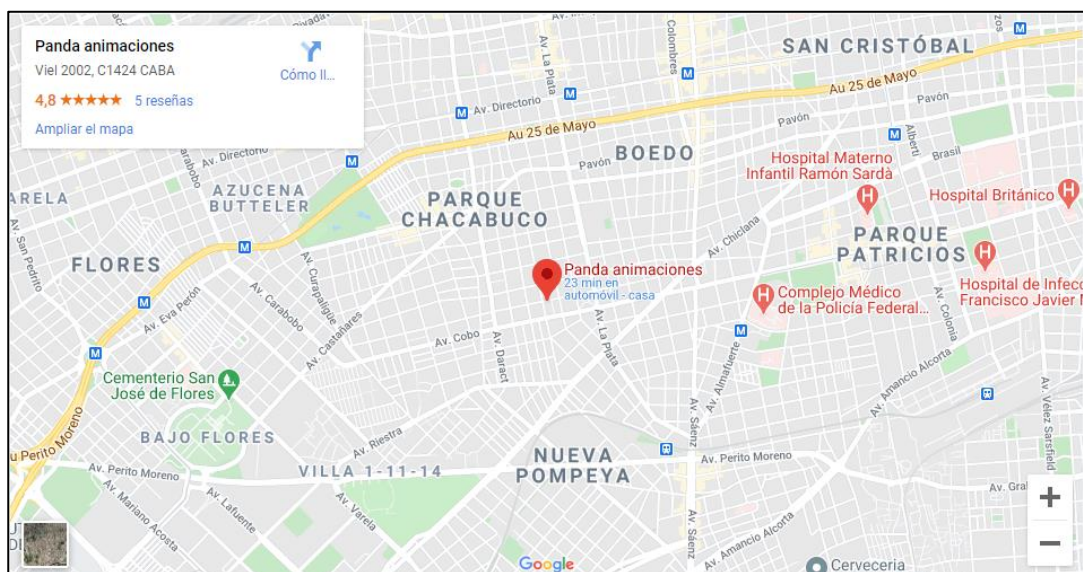 Panda animaciones
Viel 2002, C1424 CABA
4,8
5 reseñas
Ampliar el mapa
Cómo ll...
SAN CRISTÓBAL
Av. La Plata
Colombres
Av. Directorio
Au 25 de Mayo
Au 25 de Mayo
Pavón
Pavón
Alberti
Brasil
Av. Directorio
Av. Carabobo
Pavón
BOEDO
Hospital Materno
Infantil Ramón Sardà
Hospital Británico
ARELA
AZUCENA
BUTTELER
PARQUE
CHACABUCO
Av. San Pedrito
FLORES
Av. Chiclana
PARQUE
PATRICIOS
Panda animaciones
23 min en
automóvil - casa
Complejo Médico
de la Policía Federal...
Hospital de Infecc
Francisco Javier M
Av. Eva Perón
Av. Carabobo
Av. Curapaligüe
Av. Castañares
Av. Cobo
Av. Daract
Av. La Plata
Av. Almafuerte
Av. Colonia
Av. Amancio Alcorta
Av. Vélez Sarsfield
Cementerio San
José de Flores
BAJO FLORES
Av. Riestra
Av. Sáenz
u Perito Moreno
Av. Perito Moreno
VILLA 1-11-14
NUEVA
POMPEYA
Av. Perito Moreno
Av. Mariano Acosta
Av. Lafuente
Av. Varela
Av. Sáenz
Av. Amancio Alcorta
Google
Cerveceria